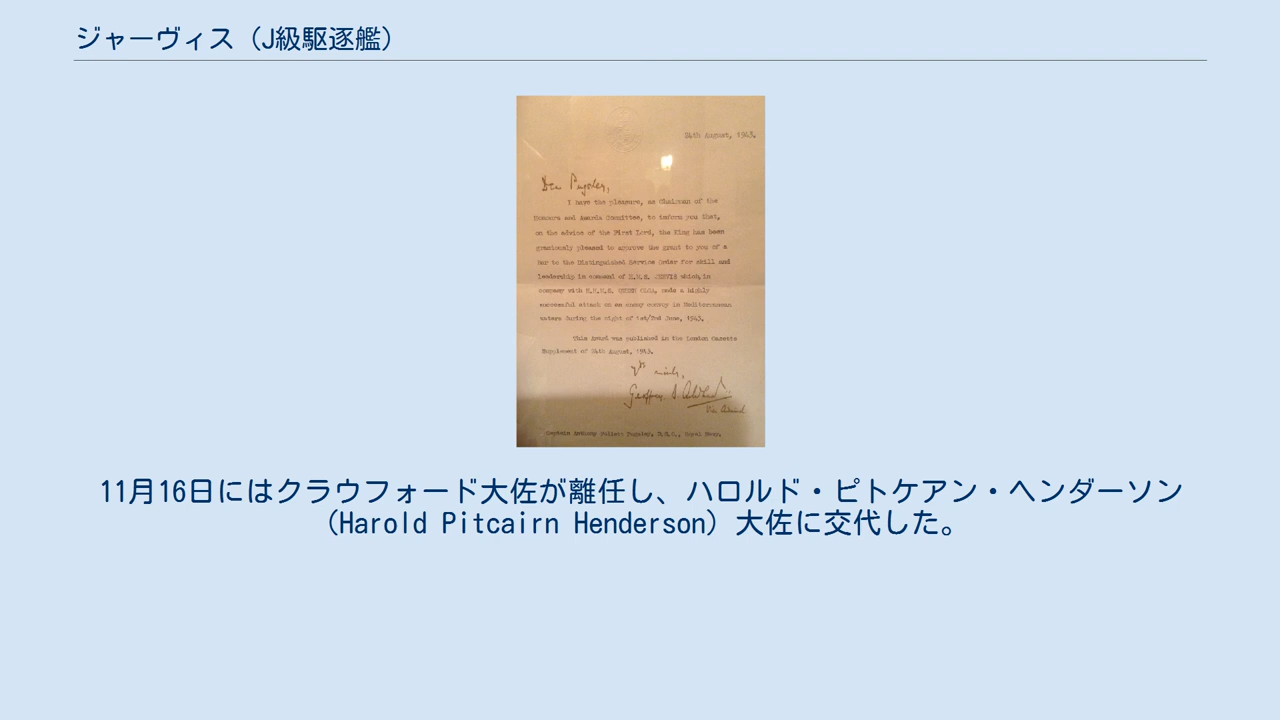 ジャーヴィス（J級駆逐艦）
24th August, 1943.
Dear Pugsley,
I have the pleasure, as Chairman of the
Honours and Awards Committee, to inform you that,
on the advice of the First Lord, the King has been
graciously pleased to approve the grant to you of a
Bar to the Distinguished Service Order for skill and
leadership in command of H.M.S. JERVIS which, in
company with H.H.M.S. QUEEN OLGA, made a highly
successful attack on an enemy convoy in Mediterranean
waters during the night of 1st/2nd June, 1943.
This Award was published in the London Gazette
Supplement of 24th August, 1943.
Geoffrey
Vice Admiral
Captain Anthony Follett Pugsley, D.S.O., Royal Navy.
11月16日にはクラウフォード大佐が離任し、ハロルド・ピトケアン・ヘンダーソン
（Harold Pitcairn Henderson）大佐に交代した。